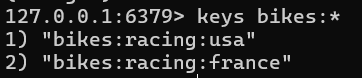 127.0.0.1:6379> keys bikes:*
1) "bikes:racing:usa"
2) "bikes:racing:france"